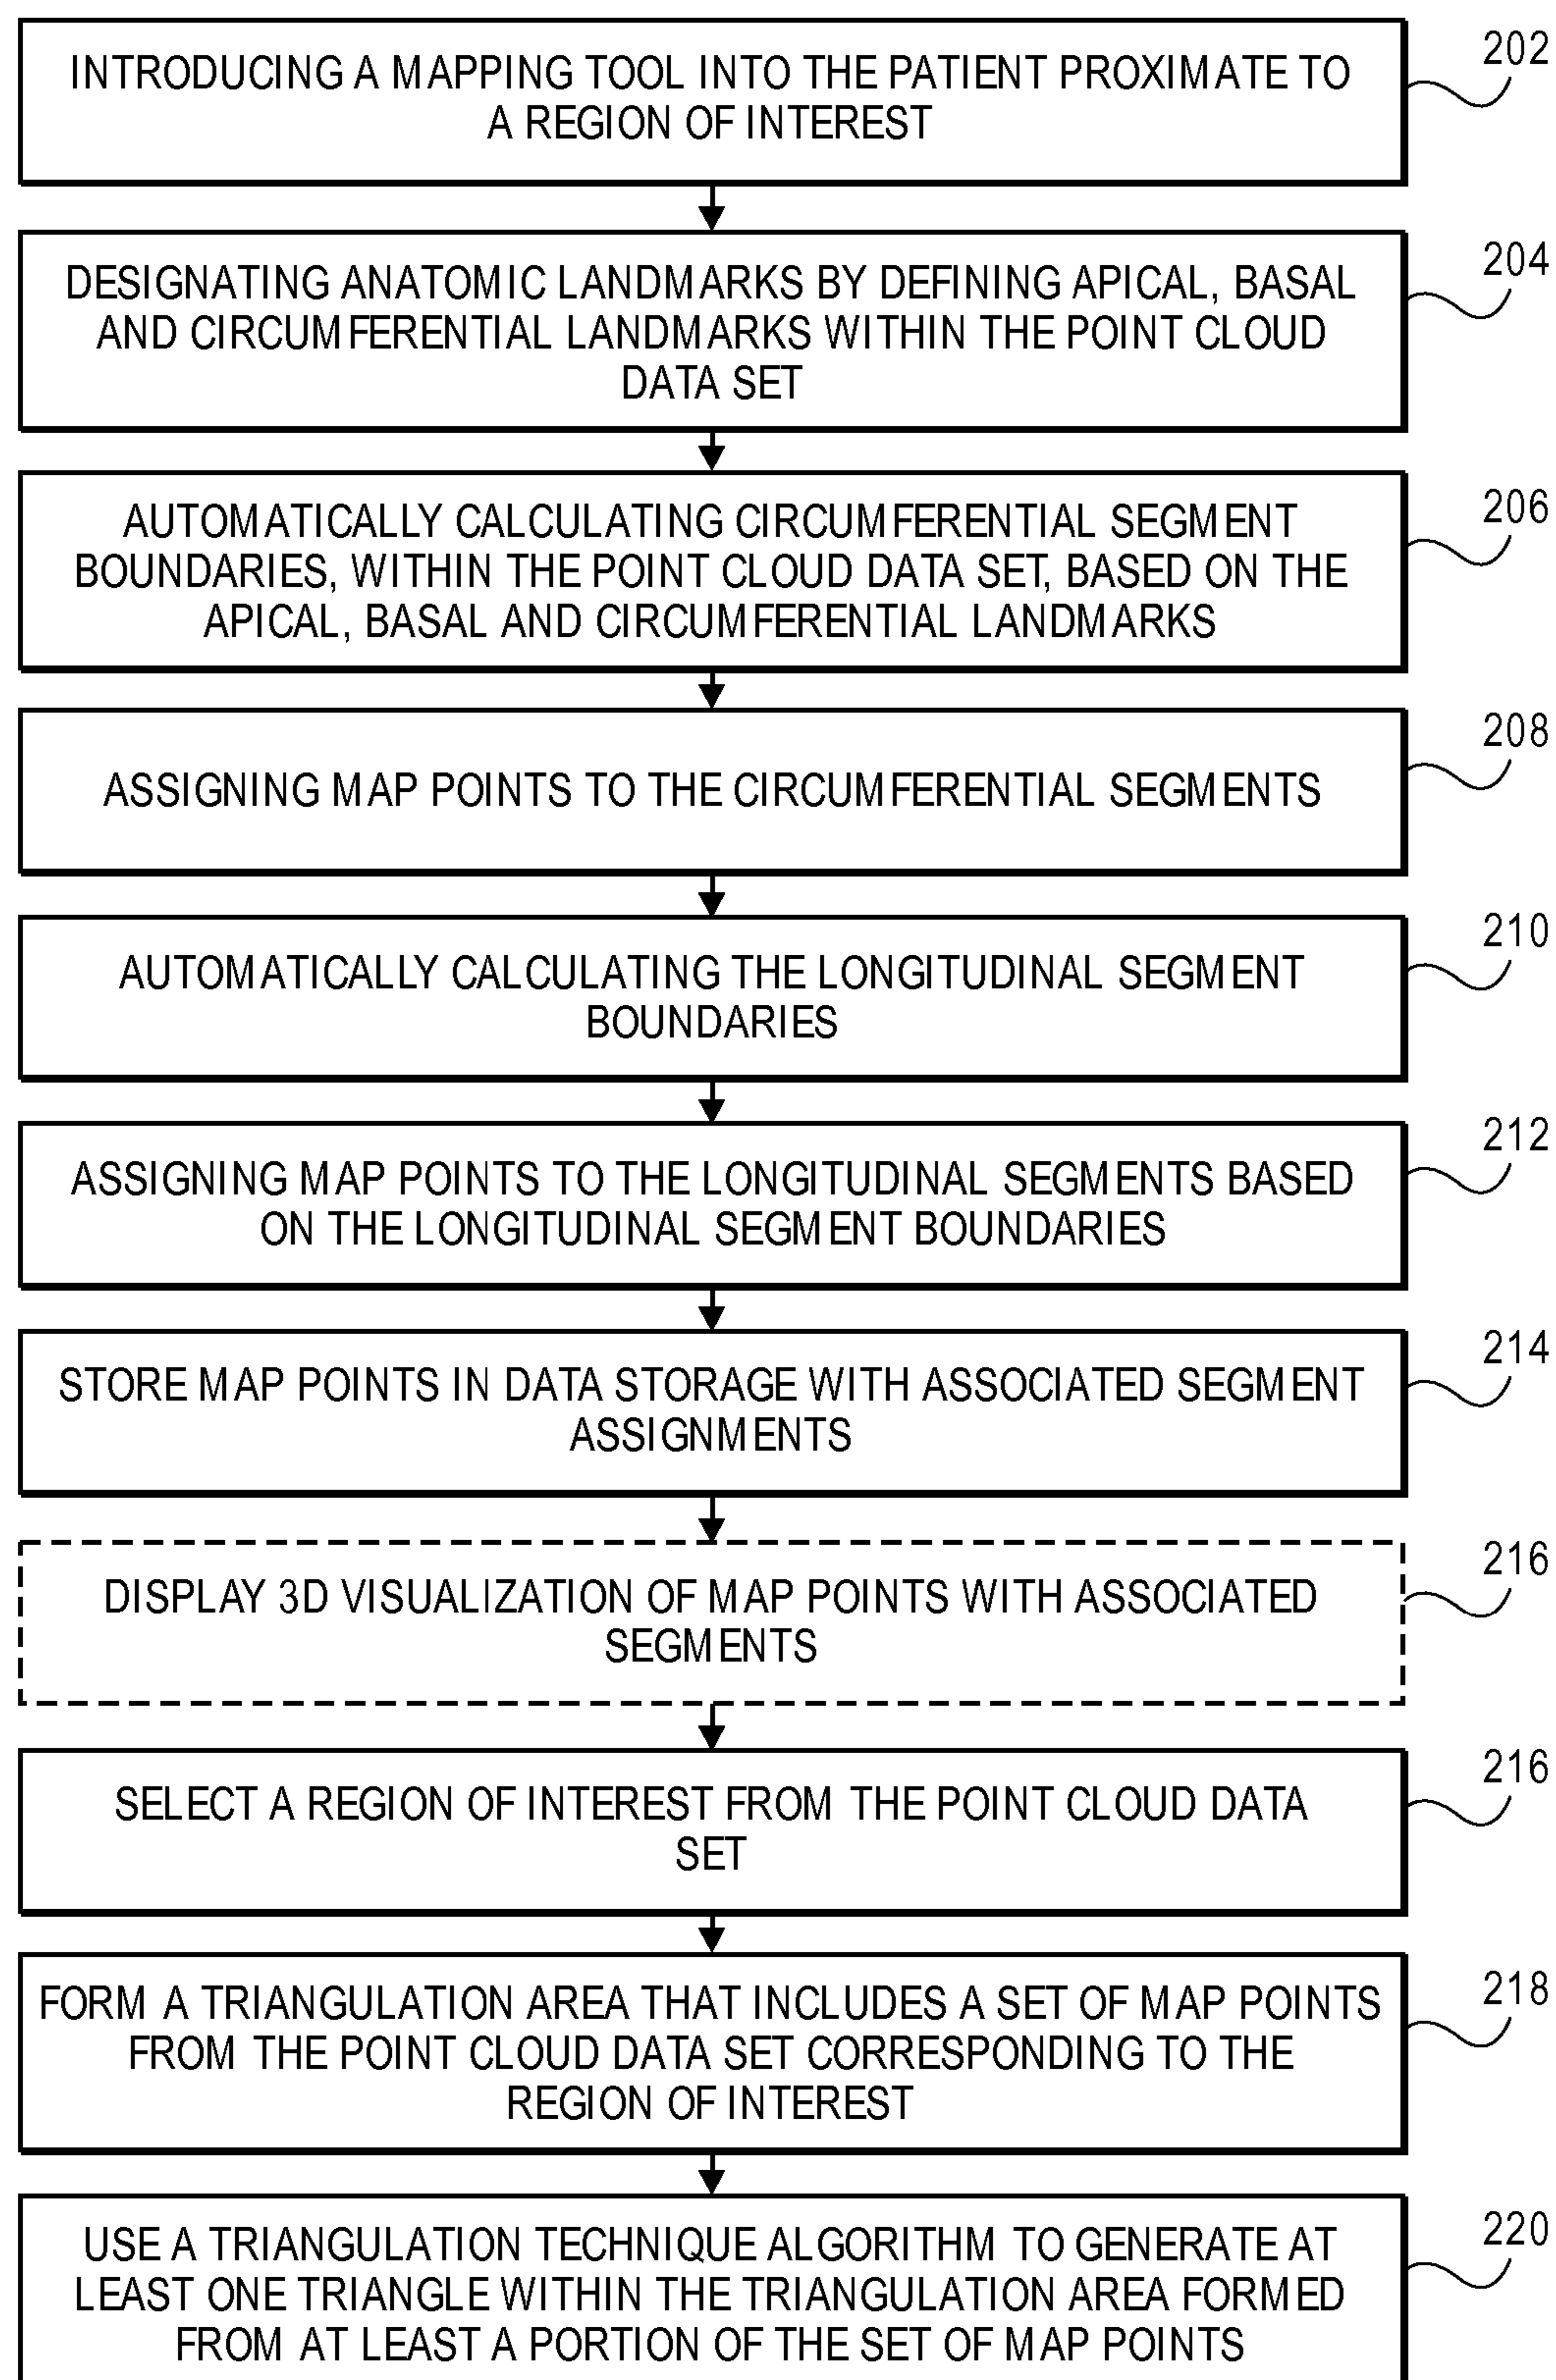 INTRODUCING A MAPPING TOOL INTO THE PATIENT PROXIMATE TO
A REGION OF INTEREST
202
DESIGNATING ANATOMIC LANDMARKS BY DEFINING APICAL, BASAL
AND CIRCUMFERENTIAL LANDMARKS WITHIN THE POINT CLOUD
DATA SET
204
AUTOMATICALLY CALCULATING CIRCUMFERENTIAL SEGMENT
BOUNDARIES, WITHIN THE POINT CLOUD DATA SET, BASED ON THE
APICAL, BASAL AND CIRCUMFERENTIAL LANDMARKS
206
ASSIGNING MAP POINTS TO THE CIRCUMFERENTIAL SEGMENTS
208
AUTOMATICALLY CALCULATING THE LONGITUDINAL SEGMENT
BOUNDARIES
210
ASSIGNING MAP POINTS TO THE LONGITUDINAL SEGMENTS BASED
ON THE LONGITUDINAL SEGMENT BOUNDARIES
212
STORE MAP POINTS IN DATA STORAGE WITH ASSOCIATED SEGMENT
ASSIGNMENTS
214
DISPLAY 3D VISUALIZATION OF MAP POINTS WITH ASSOCIATED
SEGMENTS
216
SELECT A REGION OF INTEREST FROM THE POINT CLOUD DATA
SET
216
FORM A TRIANGULATION AREA THAT INCLUDES A SET OF MAP POINTS
FROM THE POINT CLOUD DATA SET CORRESPONDING TO THE
REGION OF INTEREST
218
USE A TRIANGULATION TECHNIQUE ALGORITHM TO GENERATE AT
LEAST ONE TRIANGLE WITHIN THE TRIANGULATION AREA FORMED
FROM AT LEAST A PORTION OF THE SET OF MAP POINTS
220